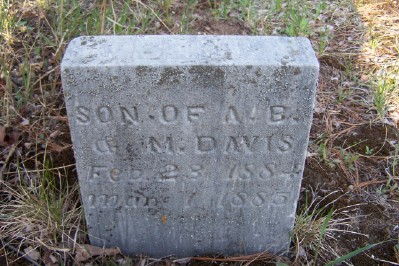 SON. OF A. B.
& M. DAVIS
Feb. 23 1884
Mar. 1, 1885